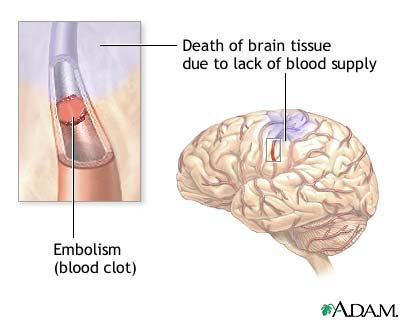 Death of brain tissue
due to lack of blood supply
Embolism
(blood clot)
A.D.A.M.